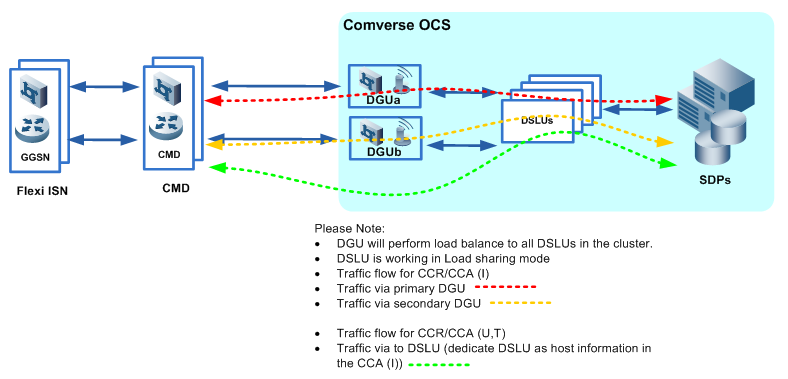 Comverse OCS
DGUa
GGSN
CMD
DSLUs
DGUb
Flexi ISN
CMD
SDPs
Please Note:
• DGU will perform load balance to all DSLUs in the cluster.
• DSLU is working in Load sharing mode
• Traffic flow for CCR/CCA (I)
• Traffic via primary DGU
• Traffic via secondary DGU
• Traffic flow for CCR/CCA (U,T)
• Traffic via to DSLU (dedicate DSLU as host information in
the CCA (I))